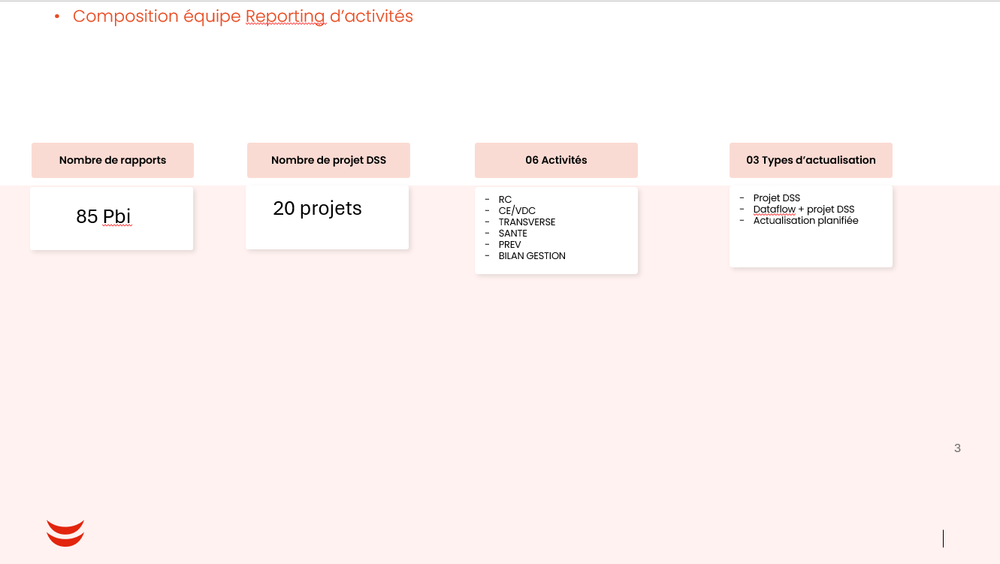 • Composition équipe Reporting d’activités
Nombre de rapports
85 Pbi
Nombre de projet DSS
20 projets
06 Activités
- RC
- CE/VDC
- TRANSVERSE
- SANTE
- PREV
- BILAN GESTION
03 Types d’actualisation
- Projet DSS
- Dataflow + projet DSS
- Actualisation planifiée
3